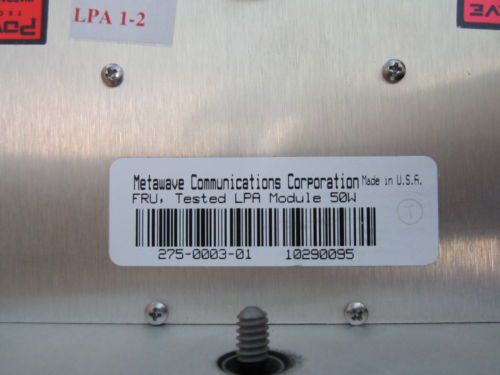 LPA 1-2
Metawave Communications Corporation Made in U.S.A.
FRU, Tested LPA Module 50W
275-0003-01 10290095